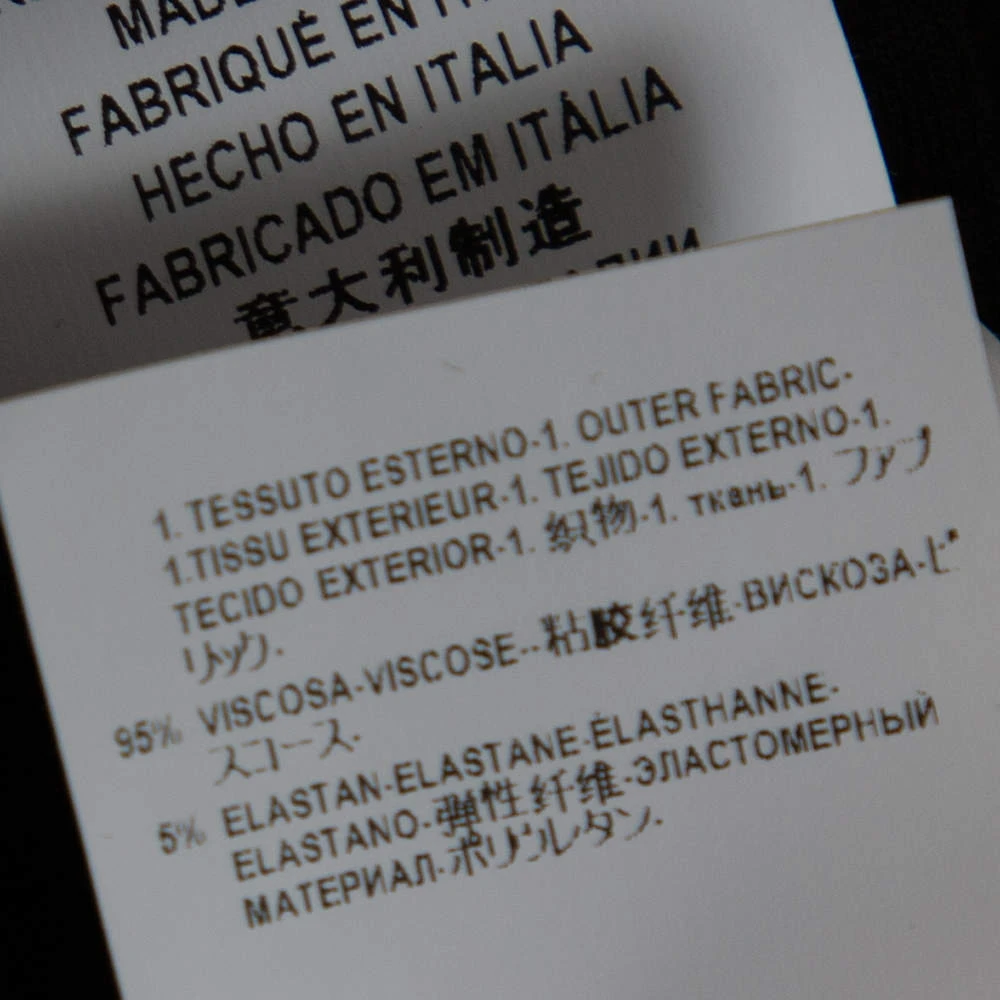 FABRIQUÉ EN
HECHO EN ITALIA
FABRICADO EM ITÁLIA
意大利制造
1. TESSUTO ESTERNO-1. OUTER FABRIC-
1.TISSU EXTERIEUR-1. TEJIDO EXTERNO-1.
TECIDO EXTERIOR-1. 织物-1. ткань-1. ファブ
リック.
95% VISCOSA-VISCOSE--粘胶纤维-ВИСКОЗА-ビ
スコース.
5% ELASTAN-ELASTANE-ÉLASTHANNE-
ELASTANO-弹性纤维-ЭЛАСТОМЕРНЫЙ
МАТЕРИАЛ-ポリウレタン.